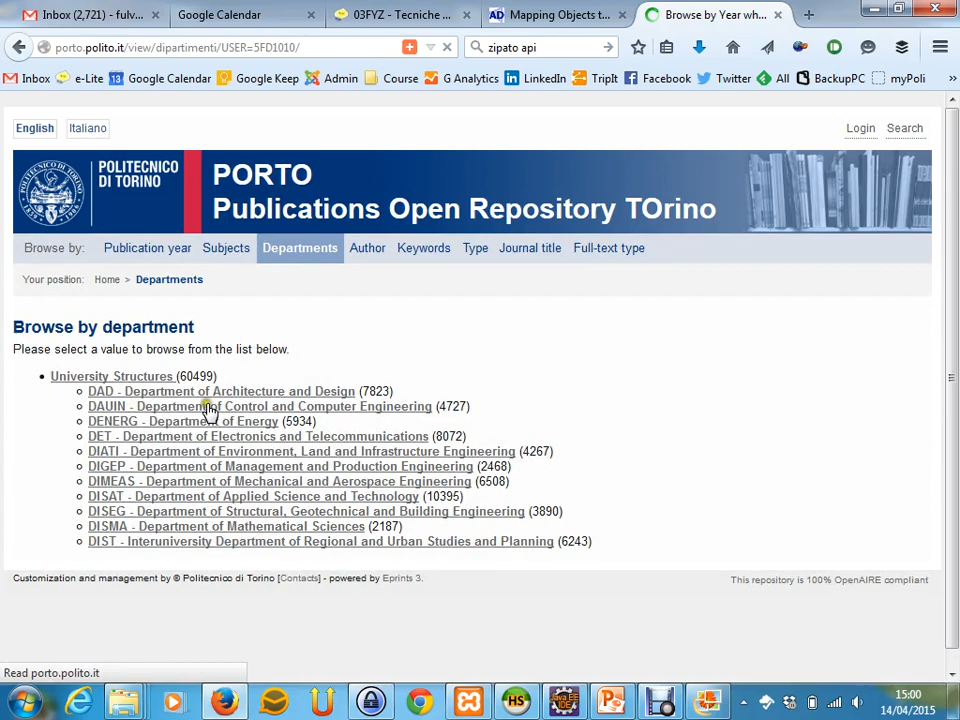 Inbox (2,721) - fulv...
Google Calendar
03FYZ - Tecniche ...
Mapping Objects t...
Browse by Year wh...
porto.polito.it/view/dipartimenti/USER=5FD1010/
zipato api
Inbox
e-Lite
Google Calendar
Google Keep
Admin
Course
G Analytics
LinkedIn
TripIt
Facebook
Twitter
All
BackupPC
myPoli
English
Italiano
Login
Search
POLITECNICO
DI TORINO
PORTO
Publications Open Repository TOrino
Browse by: Publication year Subjects Departments Author Keywords Type Journal title Full-text type
Your position: Home > Departments
Browse by department
Please select a value to browse from the list below.
• University Structures (60499)
DAD - Department of Architecture and Design (7823)
DAUIN - Department of Control and Computer Engineering (4727)
DENERG - Department of Energy (5934)
DET - Department of Electronics and Telecommunications (8072)
DIATI - Department of Environment, Land and Infrastructure Engineering (4267)
DIGEP - Department of Management and Production Engineering (2468)
DIMEAS - Department of Mechanical and Aerospace Engineering (6508)
DISAT - Department of Applied Science and Technology (10395)
DISEG - Department of Structural, Geotechnical and Building Engineering (3890)
DISMA - Department of Mathematical Sciences (2187)
DIST - Interuniversity Department of Regional and Urban Studies and Planning (6243)
Customization and management by © Politecnico di Torino [Contacts] - powered by Eprints 3.
This repository is 100% OpenAIRE compliant
Read porto.polito.it
15:00
14/04/2015